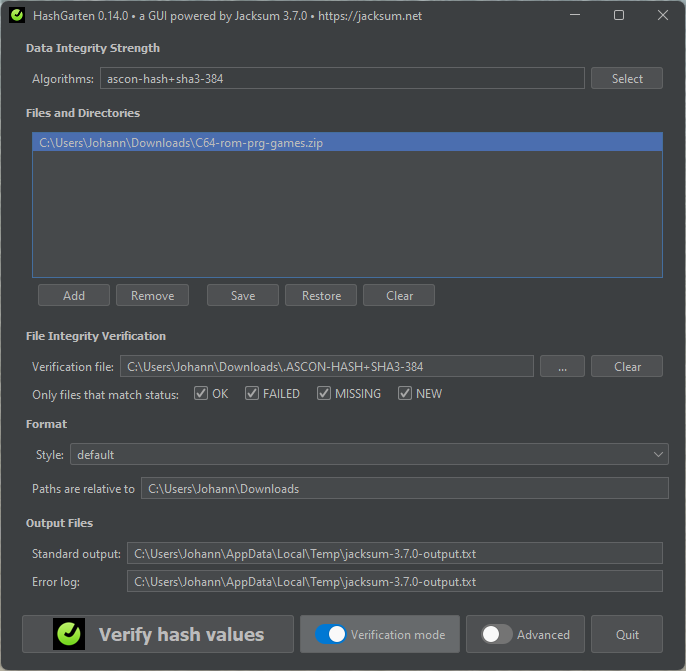 HashGarten 0.14.0 • a GUI powered by Jacksum 3.7.0 • https://jacksum.net
Data Integrity Strength
Algorithms: ascon-hash+sha3-384 Select
Files and Directories
C:\Users\Johann\Downloads\C64-rom-prg-games.zip
Add Remove Save Restore Clear
File Integrity Verification
Verification file: C:\Users\Johann\Downloads\.ASCON-HASH+SHA3-384 ... Clear
Only files that match status: OK FAILED MISSING NEW
Format
Style: default
Paths are relative to C:\Users\Johann\Downloads
Output Files
Standard output: C:\Users\Johann\AppData\Local\Temp\jacksum-3.7.0-output.txt
Error log: C:\Users\Johann\AppData\Local\Temp\jacksum-3.7.0-output.txt
Verify hash values Verification mode Advanced Quit